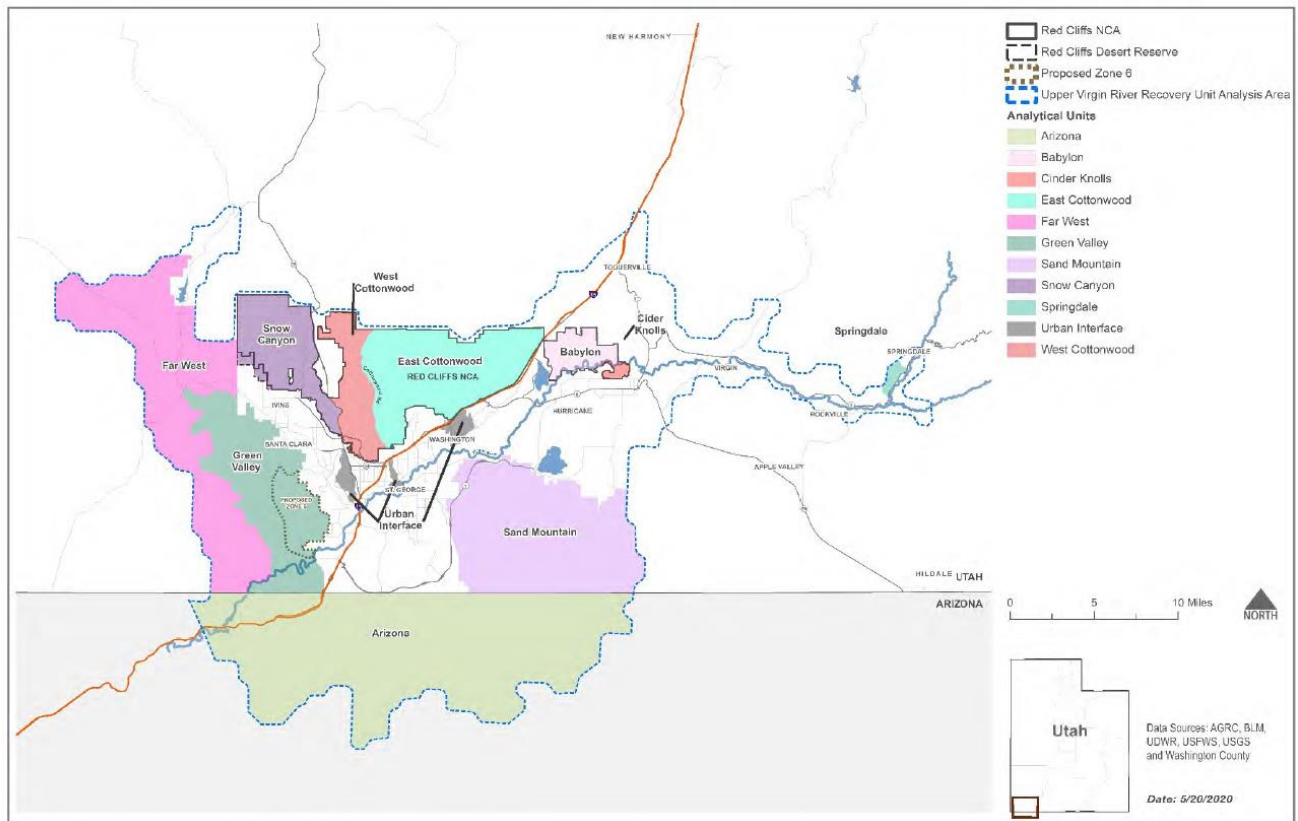 NEW HARMONY
Red Cliffs NCA
Red Cliffs Desert Reserve
Proposed Zone 6
Upper Virgin River Recovery Unit Analysis Area
Analytical Units
Arizona
Babylon
Cinder Knolls
East Cottonwood
Far West
Green Valley
Sand Mountain
Snow Canyon
Springdale
Urban Interface
West Cottonwood
West
Cottonwood
TOQUERVILLE
Cider
Knolls
Springdale
SPRINGDALE
Snow
Canyon
East Cottonwood
RED CLIFFS NCA
Babylon
Far West
VIRGIN
ROCKVILLE
IVINS
HURRICANE
SANTA CLARA
WASHINGTON
Green
Valley
APPLE VALLEY
PROPOSED
ZONE 6
ST. GEORGE
Urban
Interface
Sand Mountain
HILDALE UTAH
ARIZONA
Arizona
0 5 10 Miles
NORTH
Utah
Data Sources: AGRC, BLM,
UDWR, USFWS, USGS
and Washington County
Date: 5/20/2020